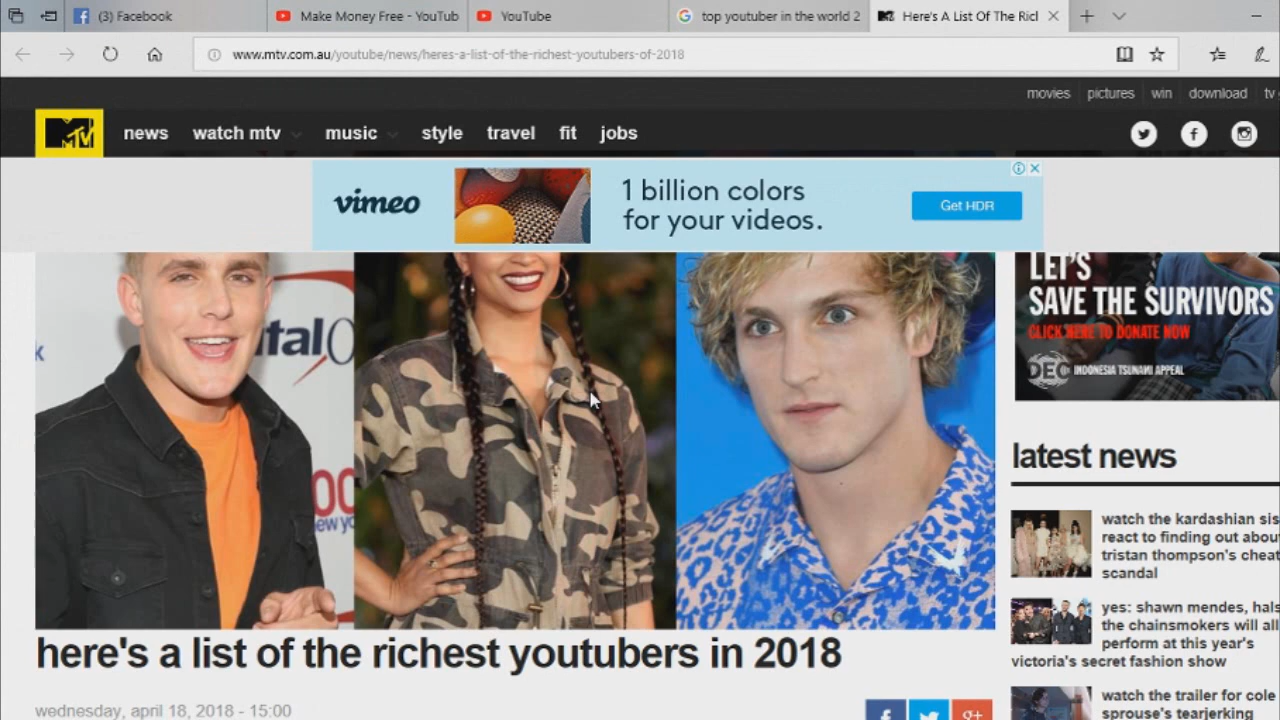 (3) Facebook
Make Money Free - YouTub
YouTube
top youtuber in the world 2
Here's A List Of The Ricl
www.mtv.com.au/youtube/news/heres-a-list-of-the-richest-youtubers-of-2018
movies pictures win download tv
MTV
news watch mtv music style travel fit jobs
vimeo
1 billion colors
for your videos.
Get HDR
LET'S
SAVE THE SURVIVORS
CLICK HERE TO DONATE NOW
DEC INDONESIA TSUNAMI APPEAL
latest news
watch the kardashian sis
react to finding out abou
tristan thompson's cheat
scandal
yes: shawn mendes, hals
the chainsmokers will all
perform at this year's
victoria's secret fashion show
watch the trailer for cole
sprouse's tearjerking
here's a list of the richest youtubers in 2018
wednesday, april 18, 2018 - 15:00
g+